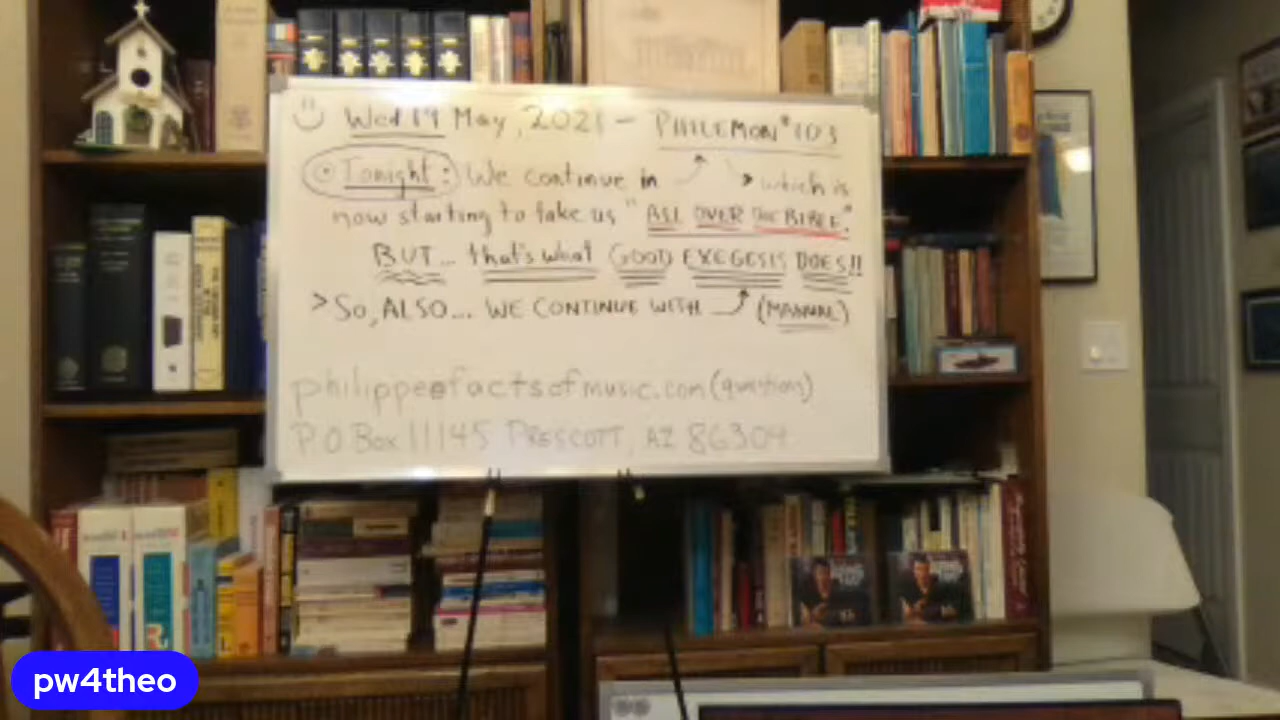 Wed 19 May, 2021 - PHILEMON #103
Tonight: We continue in which is
now starting to take us "ALL OVER THE BIBLE."
BUT... that's what GOOD EXEGESIS DOES!!
> So, ALSO... WE CONTINUE WITH (MANUAL)
philippe@factsofmusic.com (questions)
P.O Box 11145 PRESCOTT, AZ 86304
pw4theo